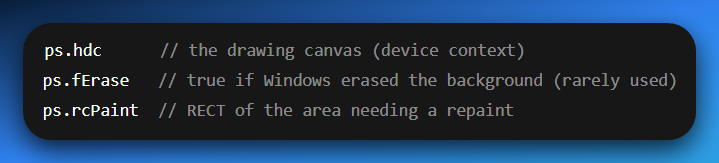 ps.hdc      // the drawing canvas (device context)
ps.fErase   // true if Windows erased the background (rarely used)
ps.rcPaint  // RECT of the area needing a repaint